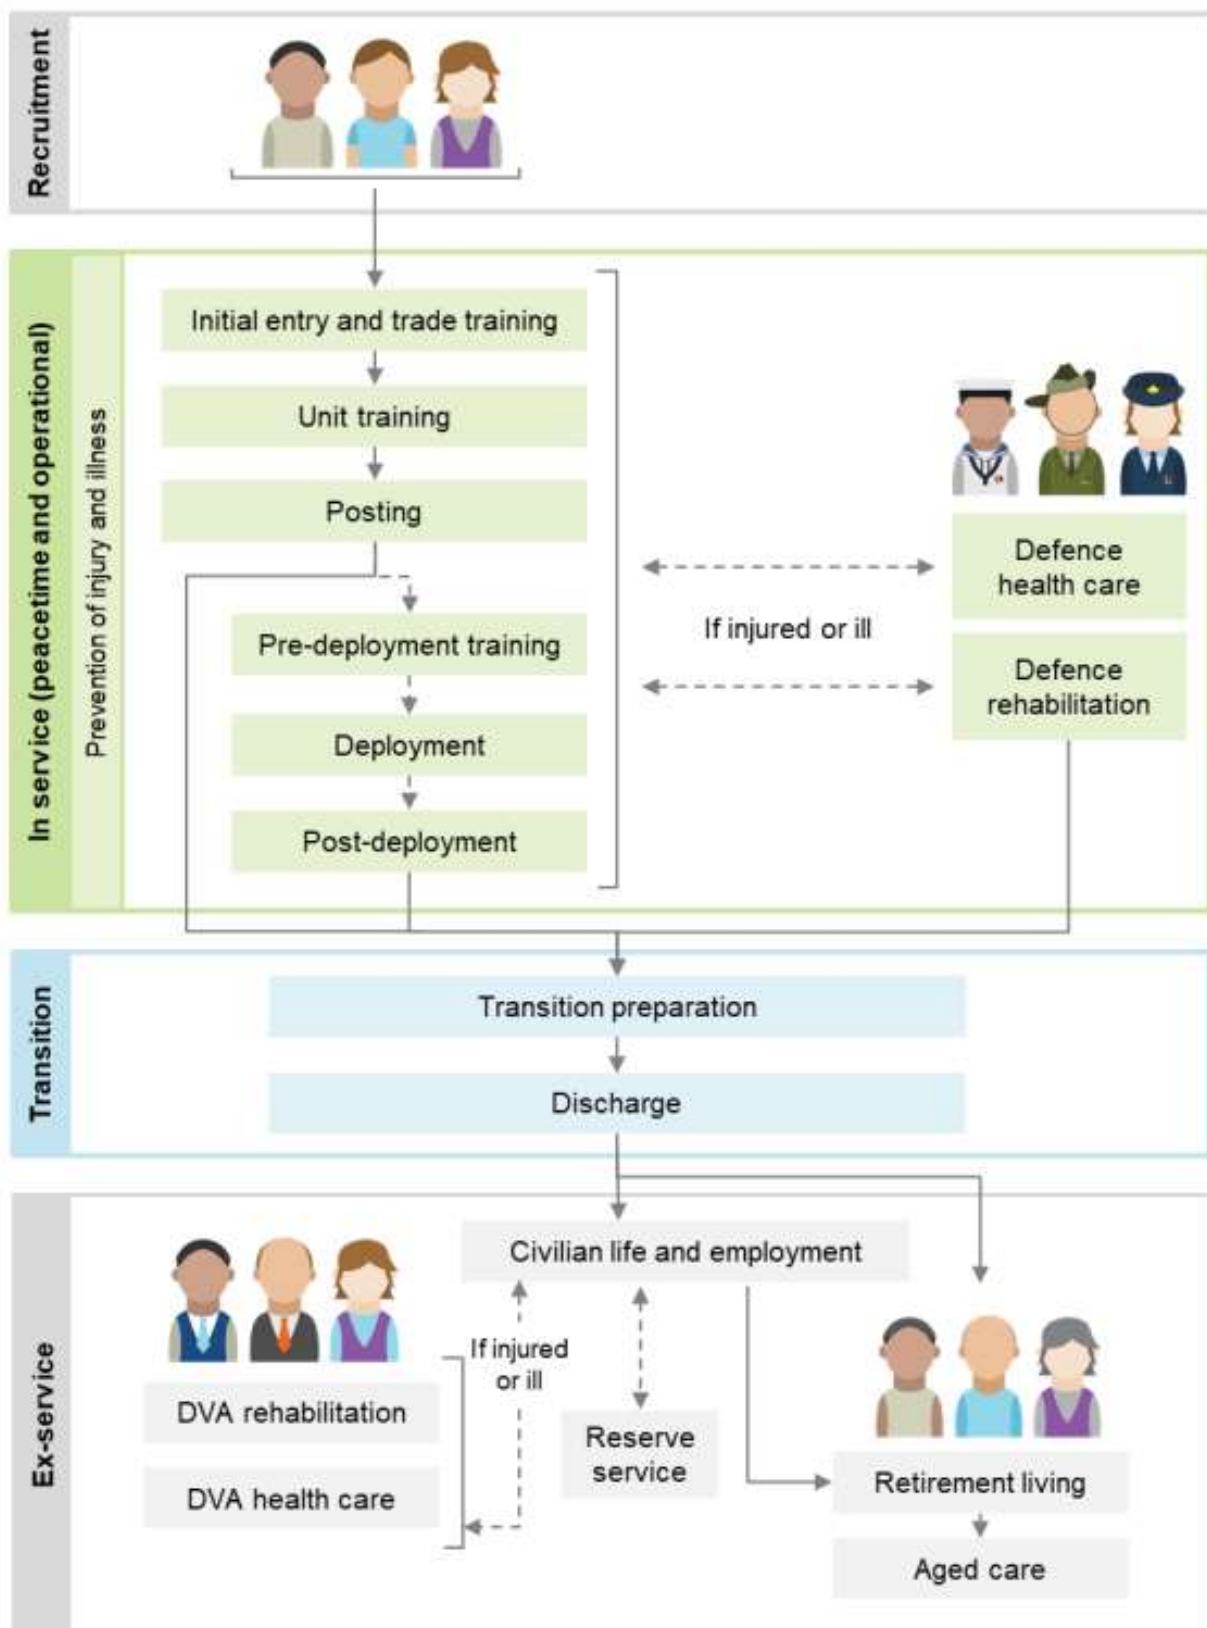 Recruitment
In service (peacetime and operational)
Prevention of injury and illness
Initial entry and trade training
Unit training
Posting
Pre-deployment training
Deployment
Post-deployment
If injured or ill
Defence
health care
Defence
rehabilitation
Transition
Transition preparation
Discharge
Ex-service
Civilian life and employment
If injured
or ill
DVA rehabilitation
DVA health care
Reserve
service
Retirement living
Aged care